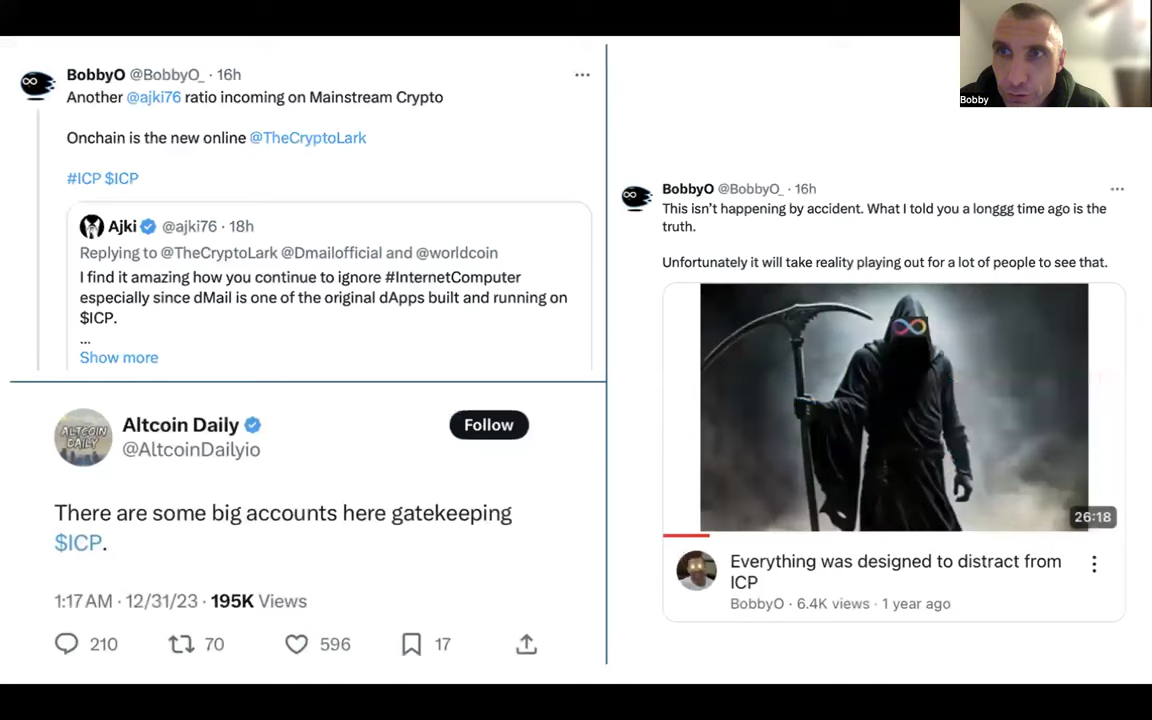 BobbyO @BobbyO_ · 16h
Another @ajki76 ratio incoming on Mainstream Crypto
Onchain is the new online @TheCryptoLark
#ICP $ICP
Ajki @ajki76 · 18h
Replying to @TheCryptoLark @Dmailofficial and @worldcoin
I find it amazing how you continue to ignore #InternetComputer
especially since dMail is one of the original dApps built and running on
$ICP.
...
Show more
ALTCOIN
DAILY
Altcoin Daily
@AltcoinDailyio
Follow
There are some big accounts here gatekeeping
$ICP.
1:17 AM · 12/31/23 · 195K Views
210 70 596 17
BobbyO @BobbyO_ · 16h
This isn't happening by accident. What I told you a longgg time ago is the
truth.
Unfortunately it will take reality playing out for a lot of people to see that.
26:18
Everything was designed to distract from
ICP
BobbyO · 6.4K views · 1 year ago
Bobby